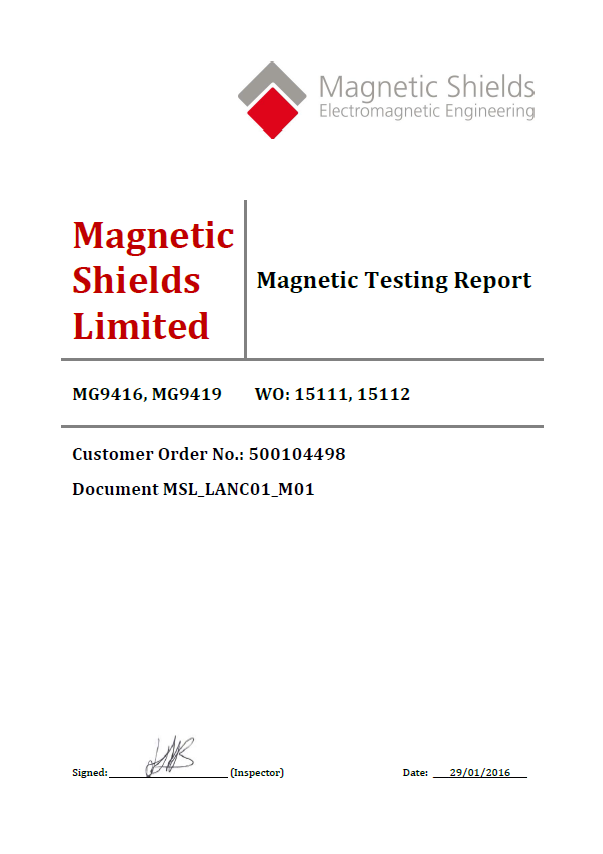 Magnetic Shields
Electromagnetic Engineering
Magnetic
Shields
Limited
Magnetic Testing Report
MG9416, MG9419 WO: 15111, 15112
Customer Order No.: 500104498
Document MSL_LANC01_M01
Signed: (Inspector) Date: 29/01/2016